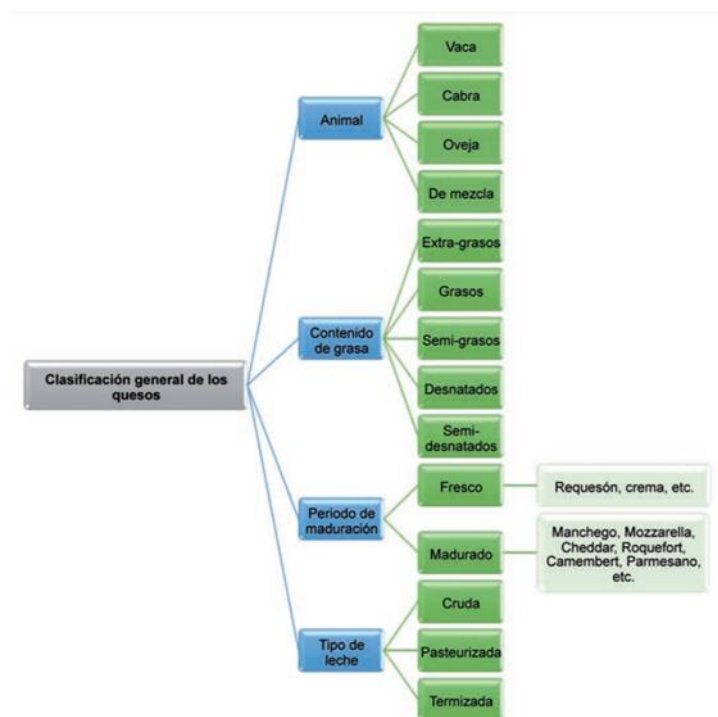 Clasificación general de los
quesos
Animal
Vaca
Cabra
Oveja
De mezcla
Contenido
de grasa
Extra-grasos
Grasos
Semi-grasos
Desnatados
Semi-
desnatados
Periodo de
maduración
Fresco
Requesón, crema, etc.
Madurado
Manchego, Mozzarella,
Cheddar, Roquefort,
Camembert, Parmesano,
etc.
Tipo de
leche
Cruda
Pasteurizada
Termizada